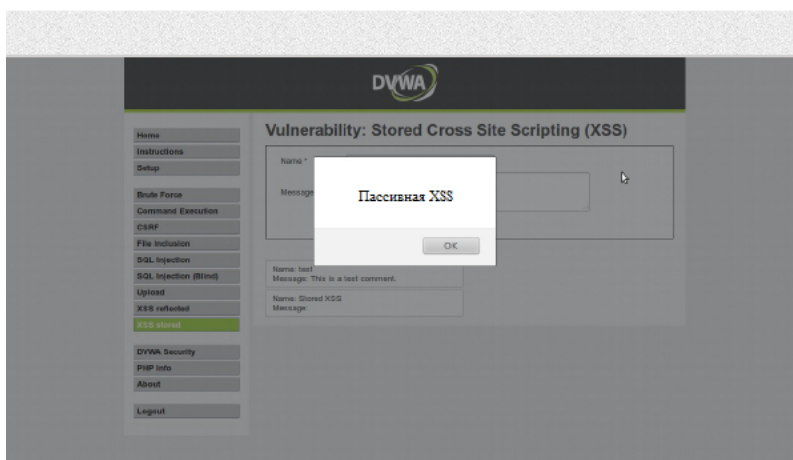 DVWA
Home
Instructions
Setup
Brute Force
Command Execution
CSRF
File Inclusion
SQL Injection
SQL Injection (Blind)
Upload
XSS reflected
XSS stored
DVWA Security
PHP Info
About
Logout
Vulnerability: Stored Cross Site Scripting (XSS)
Name *
Message
Пассивная XSS
OK
Name: test
Message: This is a test comment.
Name: Stored XSS
Message: